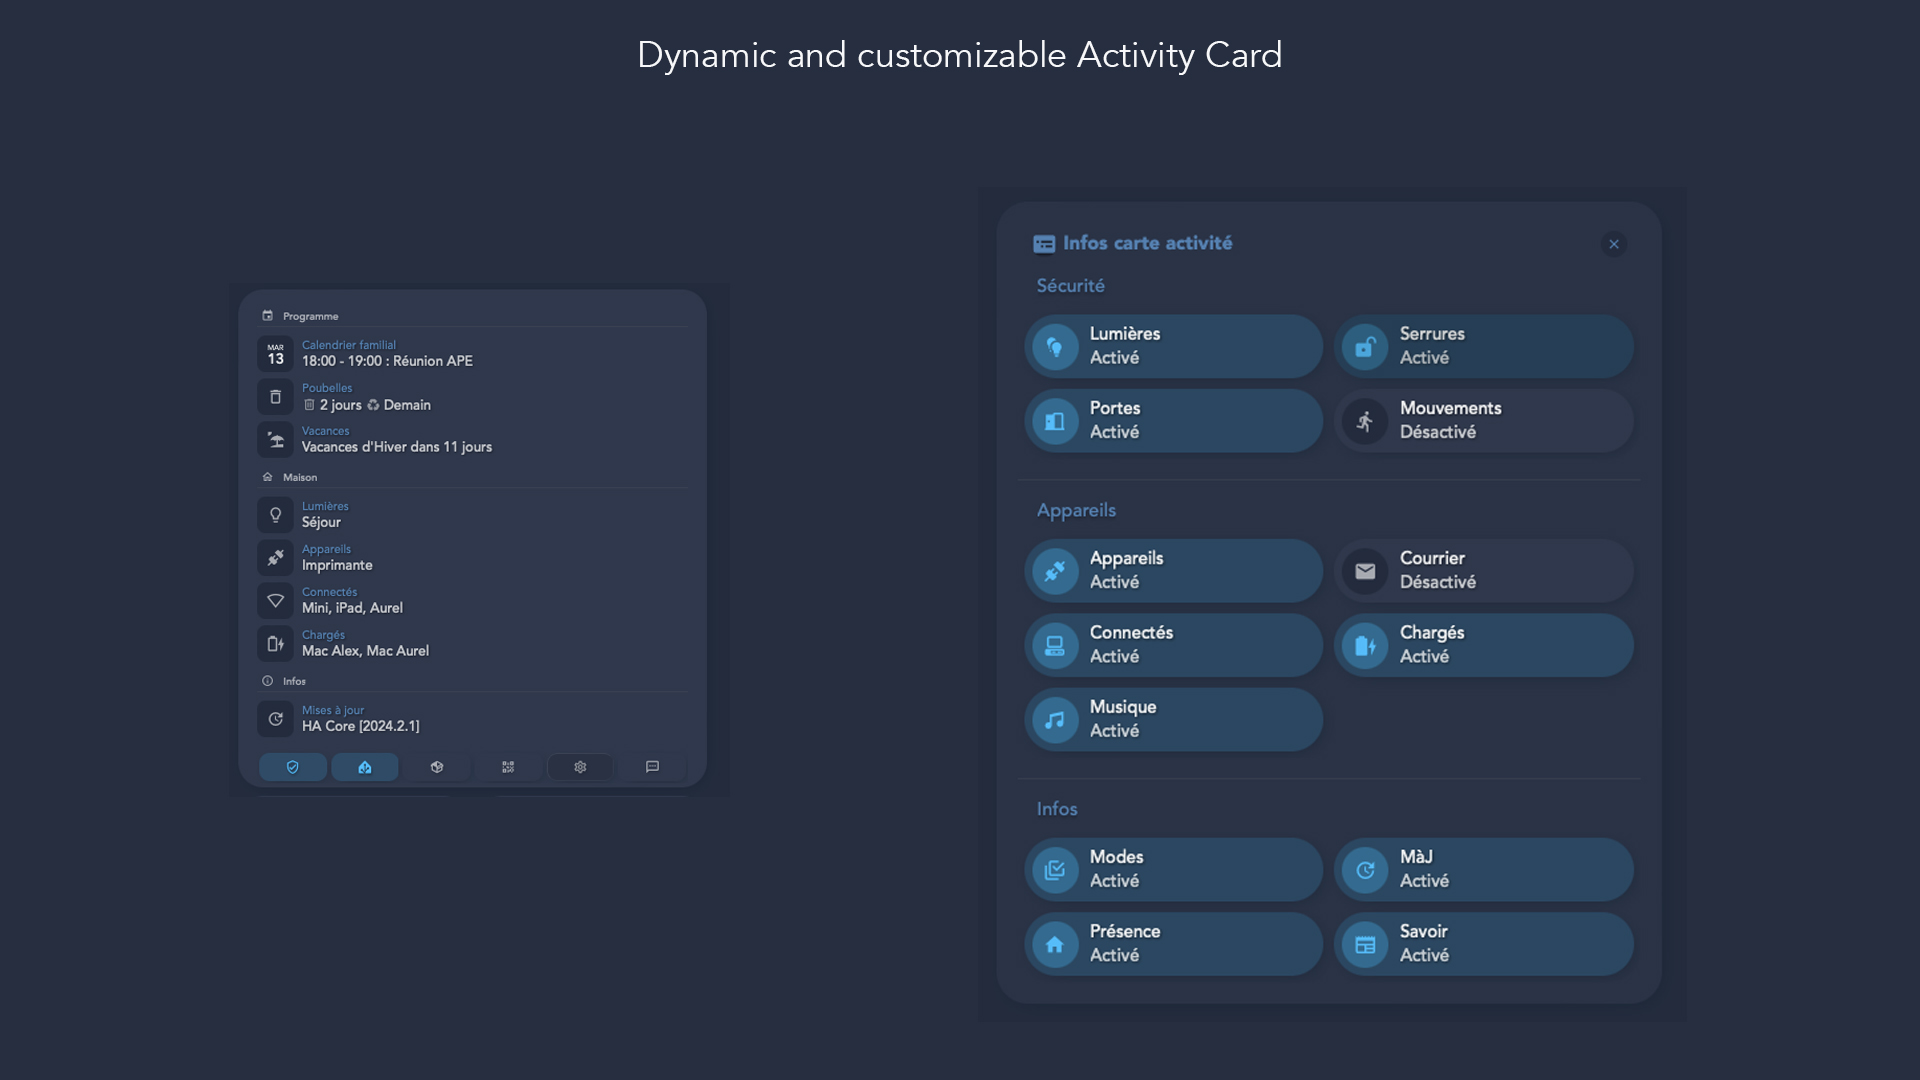 Dynamic and customizable Activity Card
Programme
MAR
13
Calendrier familial
18:00 - 19:00 : Réunion APE
Poubelles
2 jours Demain
Vacances
Vacances d'Hiver dans 11 jours
Maison
Lumières
Séjour
Appareils
Imprimante
Connectés
Mini, iPad, Aurel
Chargés
Mac Alex, Mac Aurel
Infos
Mises à jour
HA Core [2024.2.1]
Infos carte activité
Sécurité
Lumières
Activé
Serrures
Activé
Portes
Activé
Mouvements
Désactivé
Appareils
Appareils
Activé
Courrier
Désactivé
Connectés
Activé
Chargés
Activé
Musique
Activé
Infos
Modes
Activé
MàJ
Activé
Présence
Activé
Savoir
Activé